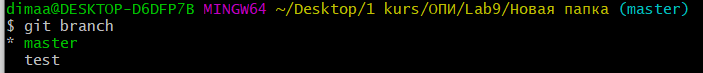 dimaa@DESKTOP-D6DFP7B MINGW64 ~/Desktop/1 kurs/ОПИ/Lab9/Новая папка (master)
$ git branch
* master
  test